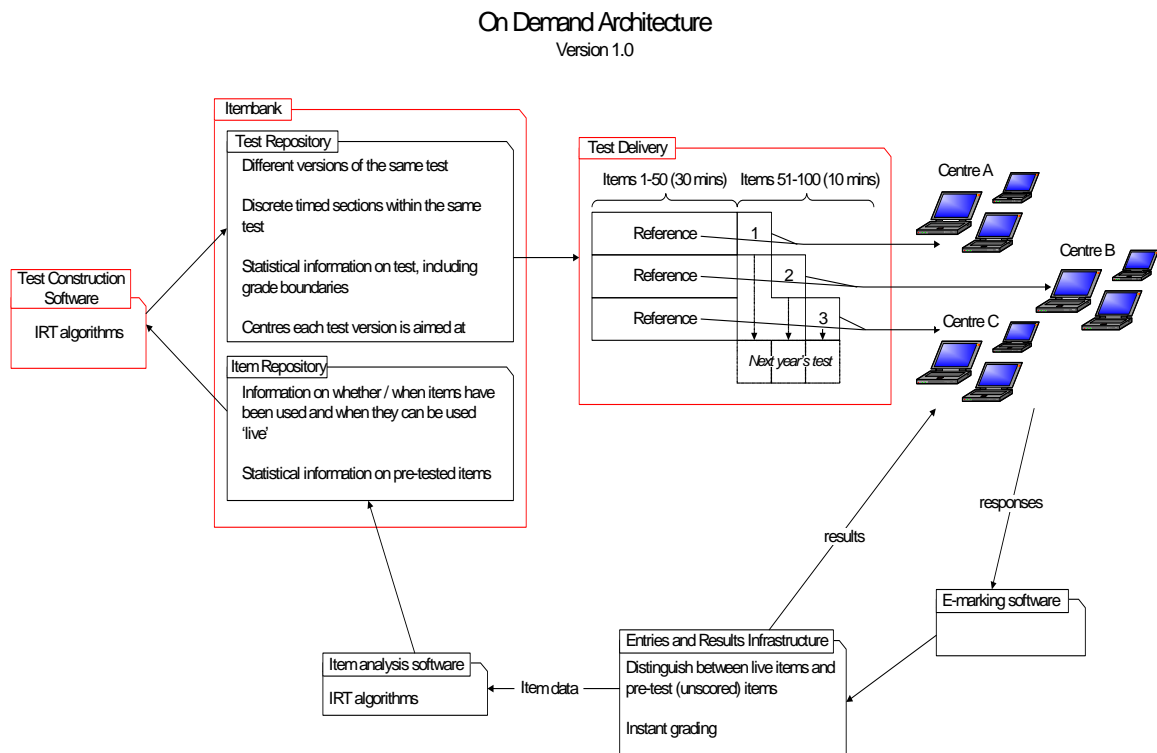 On Demand Architecture
Version 1.0
Itembank
Test Repository
Different versions of the same test
Discrete timed sections within the same
test
Statistical information on test, including
grade boundaries
Centres each test version is aimed at
Item Repository
Information on whether / when items have
been used and when they can be used
‘live’
Statistical information on pre-tested items
Test Construction
Software
IRT algorithms
Test Delivery
Items 1-50 (30 mins)
Items 51-100 (10 mins)
Reference
1
Reference
2
Reference
3
Next year’s test
Centre A
Centre B
Centre C
responses
results
E-marking software
Entries and Results Infrastructure
Distinguish between live items and
pre-test (unscored) items
Instant grading
Item data
Item analysis software
IRT algorithms